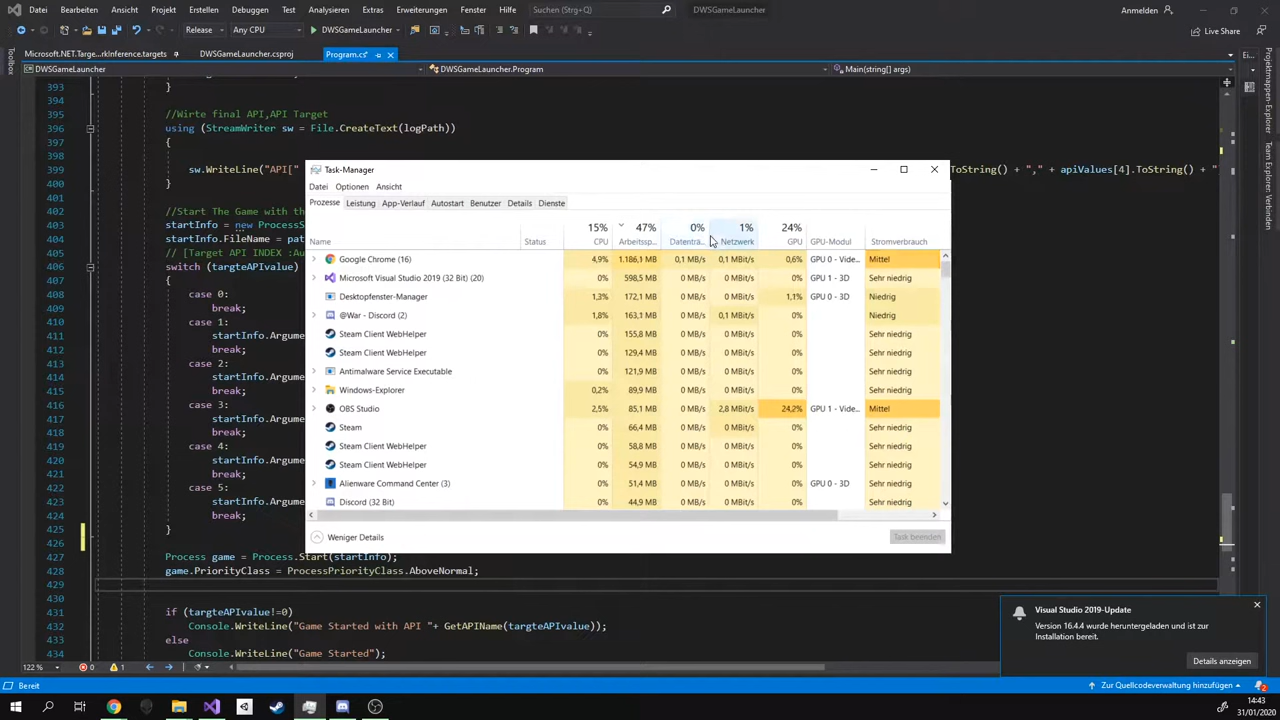 Datei Bearbeiten Ansicht Projekt Erstellen Debuggen Test Analysieren Extras Erweiterungen Fenster Hilfe Suchen (Strg+Q) DWSGameLauncher Anmelden
Release Any CPU DWSGameLauncher Live Share
Microsoft.NET.Targe...rkInference.targets DWSGameLauncher.csproj Program.cs Ei...
Toolbox
DWSGameLauncher DWSGameLauncher.Program Main(string[] args)
Projektmappen-Explorer Team Explorer Verbinden
393 }
394
395 //Wirte final API,API Target
396 using (StreamWriter sw = File.CreateText(logPath))
397 {
398
399 sw.WriteLine("API[" ToString() + "," + apiValues[4].ToString() + "
400 }
401
402 //Start The Game with th
403 startInfo = new ProcessS
404 startInfo.FileName = pat
405 // [Target API INDEX :Au
406 switch (targteAPIvalue)
407 {
408 case 0:
409 break;
410 case 1:
411 startInfo.Argume
412 break;
413 case 2:
414 startInfo.Argume
415 break;
416 case 3:
417 startInfo.Argume
418 break;
419 case 4:
420 startInfo.Argume
421 break;
422 case 5:
423 startInfo.Argume
424 break;
425 }
426
427 Process game = Process.Start(startInfo);
428 game.PriorityClass = ProcessPriorityClass.AboveNormal;
429
430
431 if (targteAPIvalue!=0)
432 Console.WriteLine("Game Started with API "+ GetAPIName(targteAPIvalue));
433 else
434 Console.WriteLine("Game Started");
Task-Manager
Datei Optionen Ansicht
Prozesse Leistung App-Verlauf Autostart Benutzer Details Dienste
15% 47% 0% 1% 24%
Name Status CPU Arbeitssp... Datenträ... Netzwerk GPU GPU-Modul Stromverbrauch
Google Chrome (16) 4,9% 1.186,1 MB 0,1 MB/s 0,1 MBit/s 0,6% GPU 0 - Vide... Mittel
Microsoft Visual Studio 2019 (32 Bit) (20) 0% 598,5 MB 0 MB/s 0 MBit/s 0% GPU 1 - 3D Sehr niedrig
Desktopfenster-Manager 1,3% 172,1 MB 0 MB/s 0 MBit/s 1,1% GPU 0 - 3D Niedrig
@War - Discord (2) 1,8% 163,1 MB 0 MB/s 0,1 MBit/s 0% Niedrig
Steam Client WebHelper 0% 155,8 MB 0 MB/s 0 MBit/s 0% Sehr niedrig
Steam Client WebHelper 0% 129,4 MB 0 MB/s 0 MBit/s 0% Sehr niedrig
Antimalware Service Executable 0% 121,9 MB 0 MB/s 0 MBit/s 0% Sehr niedrig
Windows-Explorer 0,2% 89,9 MB 0 MB/s 0 MBit/s 0% Sehr niedrig
OBS Studio 2,5% 85,1 MB 0 MB/s 2,8 MBit/s 24,2% GPU 1 - Vide... Mittel
Steam 0% 66,4 MB 0 MB/s 0 MBit/s 0% Sehr niedrig
Steam Client WebHelper 0% 58,8 MB 0 MB/s 0 MBit/s 0% Sehr niedrig
Steam Client WebHelper 0% 54,9 MB 0 MB/s 0 MBit/s 0% Sehr niedrig
Alienware Command Center (3) 0% 51,4 MB 0 MB/s 0 MBit/s 0% GPU 0 - 3D Sehr niedrig
Discord (32 Bit) 0% 44,9 MB 0 MB/s 0 MBit/s 0% Sehr niedrig
Weniger Details Task beenden
Visual Studio 2019-Update
Version 16.4.4 wurde heruntergeladen und ist zur
Installation bereit.
Details anzeigen
122 % 0 1
Bereit Zur Quellcodeverwaltung hinzufügen 2
14:43
31/01/2020